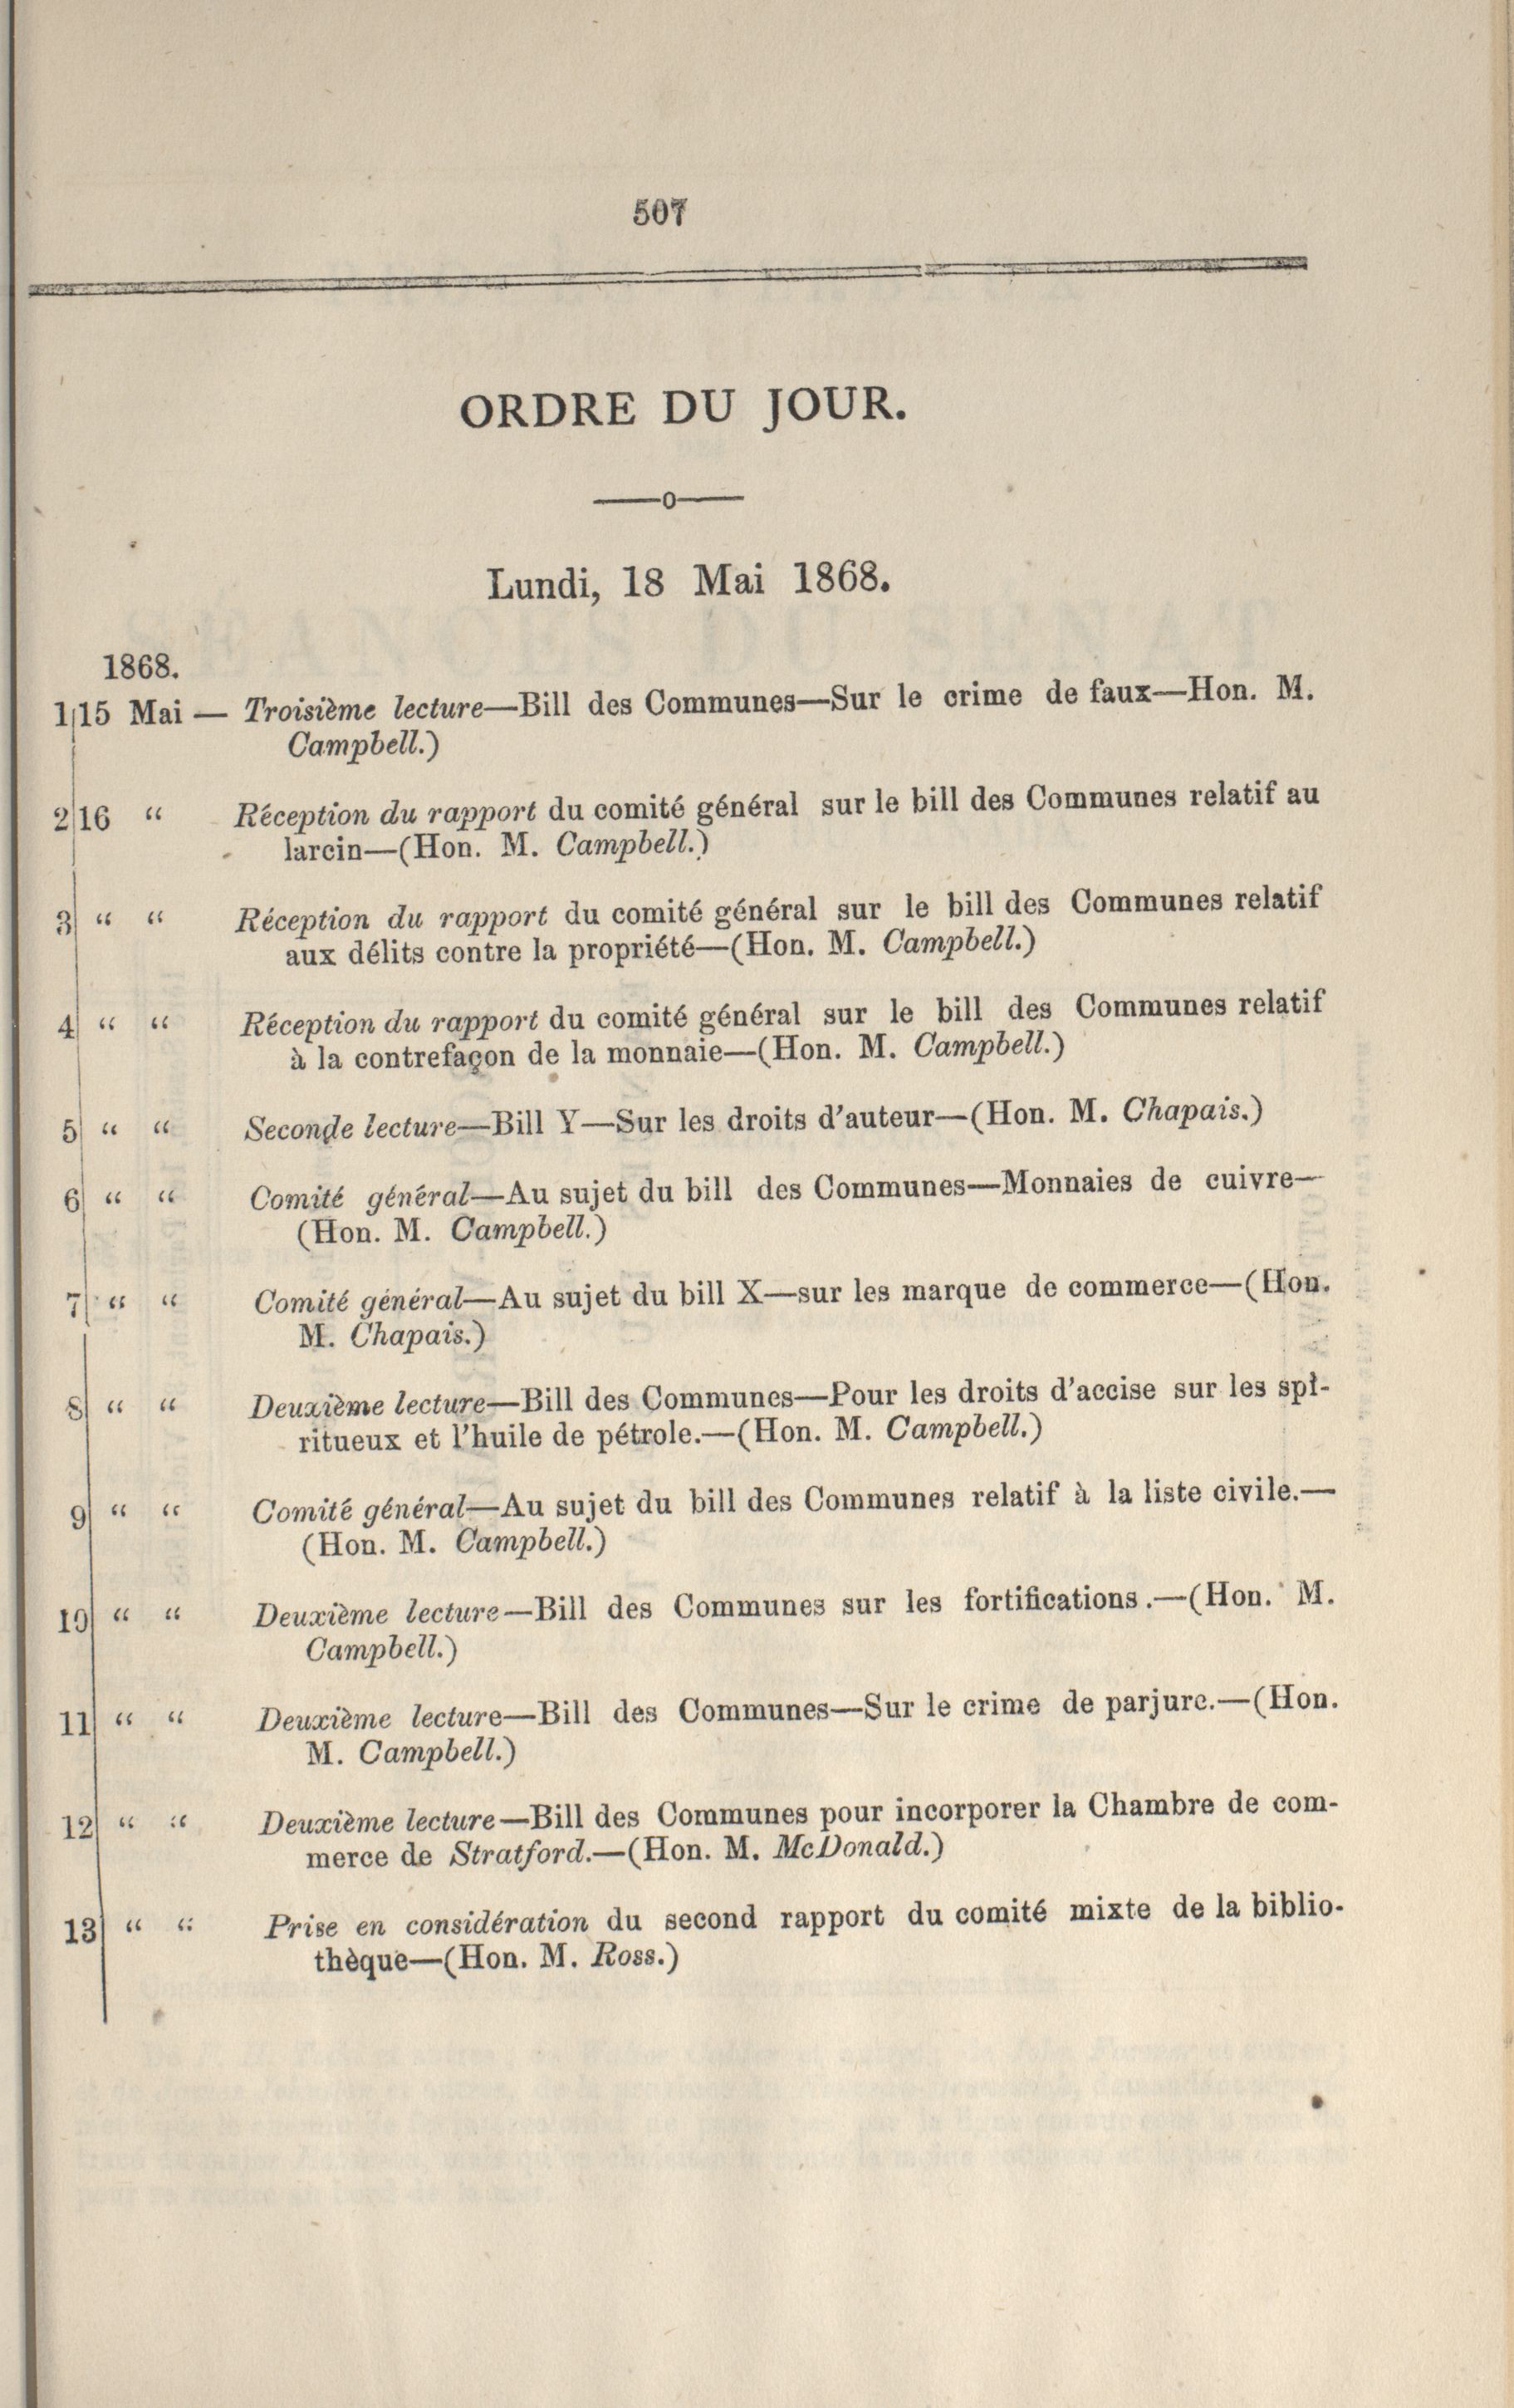 507
ORDRE DU JOUR.
—o—
Lundi, 18 Mai 1868.
1868.
1 15 Mai — Troisième lecture—Bill des Communes—Sur le crime de faux—Hon. M.
Campbell.)
2 16 “ Réception du rapport du comité général sur le bill des Communes relatif au
larcin—(Hon. M. Campbell.)
3 “ “ Réception du rapport du comité général sur le bill des Communes relatif
aux délits contre la propriété—(Hon. M. Campbell.)
4 “ “ Réception du rapport du comité général sur le bill des Communes relatif
à la contrefaçon de la monnaie—(Hon. M. Campbell.)
5 “ “ Seconde lecture—Bill Y—Sur les droits d’auteur—(Hon. M. Chapais.)
6 “ “ Comité général—Au sujet du bill des Communes—Monnaies de cuivre—
(Hon. M. Campbell.)
7 “ “ Comité général—Au sujet du bill X—sur les marque de commerce—(Hon.
M. Chapais.)
8 “ “ Deuxième lecture—Bill des Communes—Pour les droits d’accise sur les spi-
ritueux et l’huile de pétrole.—(Hon. M. Campbell.)
9 “ “ Comité général—Au sujet du bill des Communes relatif à la liste civile.—
(Hon. M. Campbell.)
10 “ “ Deuxième lecture—Bill des Communes sur les fortifications.—(Hon. M.
Campbell.)
11 “ “ Deuxième lecture—Bill des Communes—Sur le crime de parjure.—(Hon.
M. Campbell.)
12 “ “ Deuxième lecture—Bill des Communes pour incorporer la Chambre de com-
merce de Stratford.—(Hon. M. McDonald.)
13 “ “ Prise en considération du second rapport du comité mixte de la biblio-
thèque—(Hon. M. Ross.)